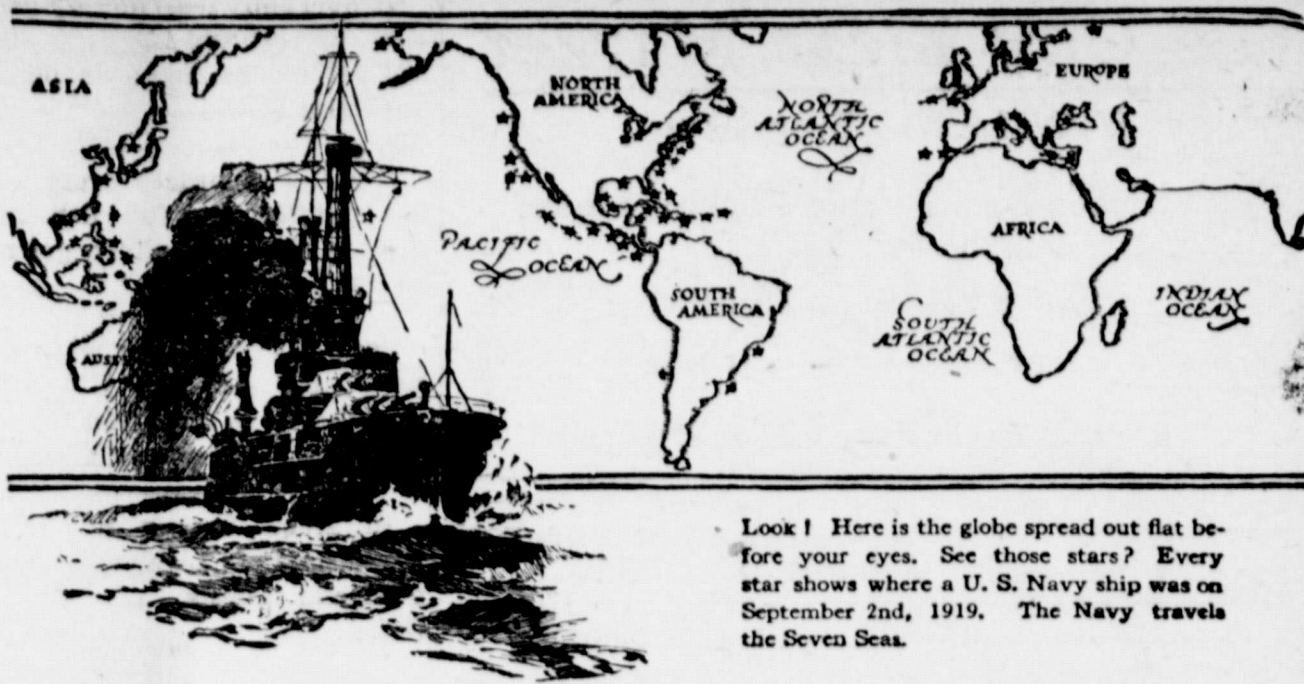 ASIA
NORTH
AMERICA
NORTH
ATLANTIC
OCEAN
EUROPE
PACIFIC
OCEAN
AFRICA
SOUTH
AMERICA
INDIAN
OCEAN
SOUTH
ATLANTIC
OCEAN
AUS
Look! Here is the globe spread out flat be-
fore your eyes. See those stars? Every
star shows where a U. S. Navy ship was on
September 2nd, 1919. The Navy travels
the Seven Seas.